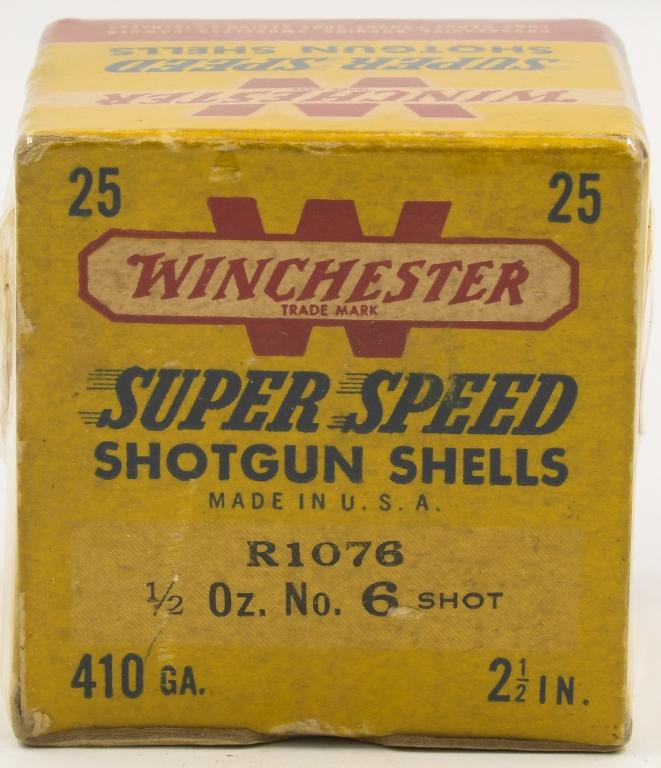 SUPER SPEED
SHOTGUN SHELLS
WINCHESTER
25 25
WINCHESTER
TRADE MARK
SUPER SPEED
SHOTGUN SHELLS
MADE IN U. S. A.
R1076
½ Oz. No. 6 SHOT
410 GA. 2½ IN.